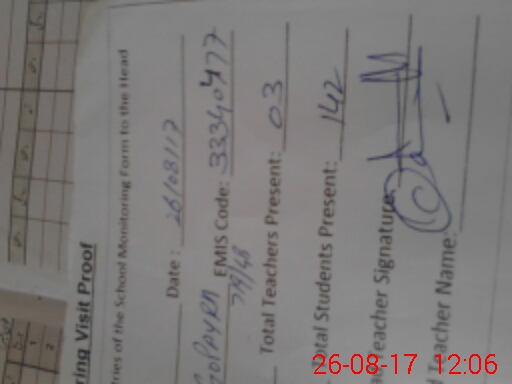 ring Visit Proof
tries of the School Monitoring Form to the Head
Date: 26/08/17
EMIS Code: 33340477
Total Teachers Present: 03
Total Students Present: 142
Teacher Signature:
Teacher Name:
26-08-17 12:06